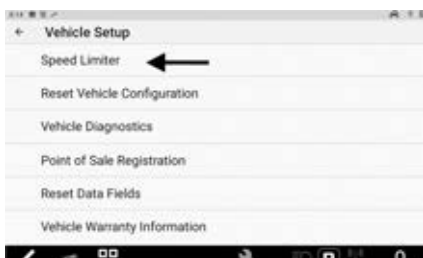 Vehicle Setup
Speed Limiter
Reset Vehicle Configuration
Vehicle Diagnostics
Point of Sale Registration
Reset Data Fields
Vehicle Warranty Information